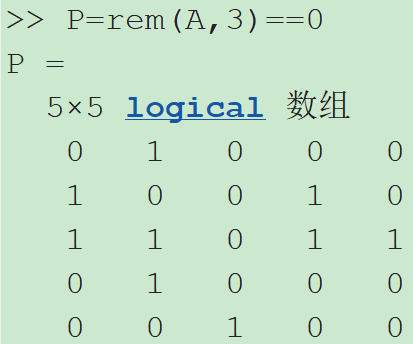 >> P=rem(A,3)==0
P =
5×5 logical 数组
0 1 0 0 0
1 0 0 1 0
1 1 0 1 1
0 1 0 0 0
0 0 1 0 0